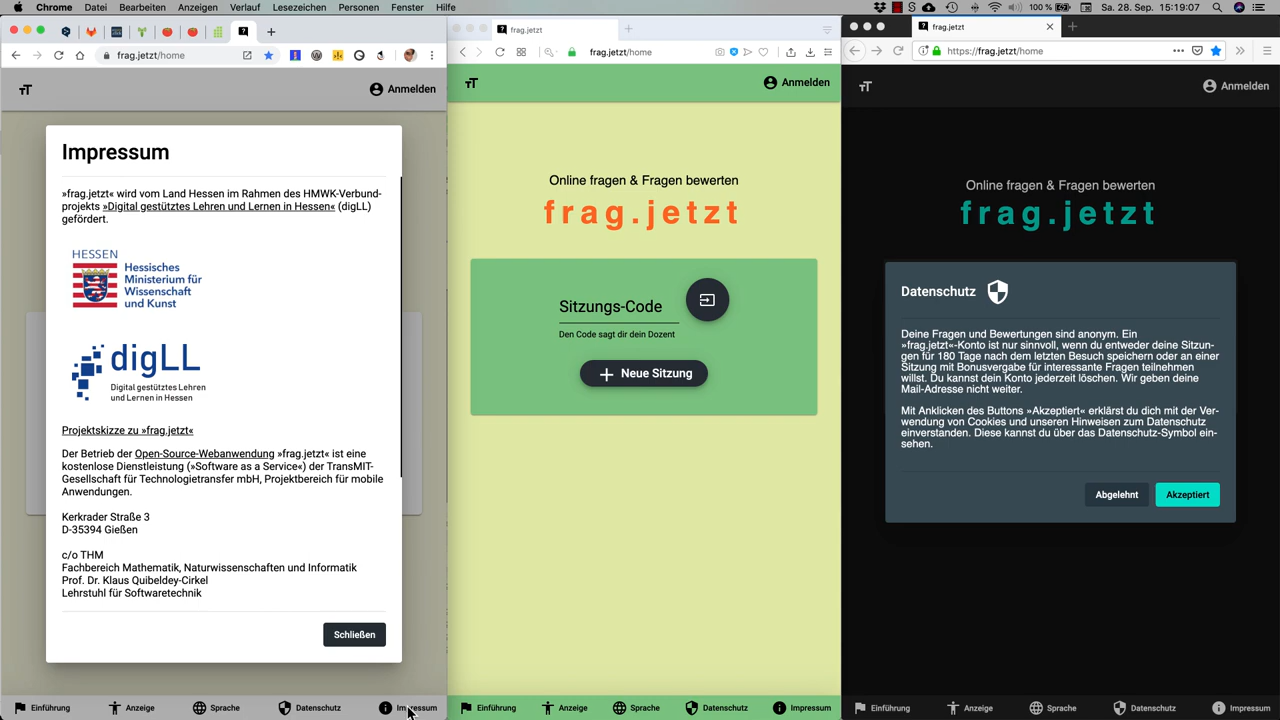 Chrome Datei Bearbeiten Anzeigen Verlauf Lesezeichen Personen Fenster Hilfe
100 % Sa. 28. Sep. 15:19:07
frag.jetzt/home
Anmelden
Impressum
»frag.jetzt« wird vom Land Hessen im Rahmen des HMWK-Verbund-
projekts »Digital gestütztes Lehren und Lernen in Hessen« (digLL)
gefördert.
HESSEN
Hessisches
Ministerium für
Wissenschaft
und Kunst
digLL
Digital gestütztes Lehren
und Lernen in Hessen
Projektskizze zu »frag.jetzt«
Der Betrieb der Open-Source-Webanwendung »frag.jetzt« ist eine
kostenlose Dienstleistung (»Software as a Service«) der TransMIT-
Gesellschaft für Technologietransfer mbH, Projektbereich für mobile
Anwendungen.
Kerkrader Straße 3
D-35394 Gießen
c/o THM
Fachbereich Mathematik, Naturwissenschaften und Informatik
Prof. Dr. Klaus Quibeldey-Cirkel
Lehrstuhl für Softwaretechnik
Schließen
Einführung Anzeige Sprache Datenschutz Impressum
frag.jetzt
frag.jetzt/home
Anmelden
Online fragen & Fragen bewerten
frag.jetzt
Sitzungs-Code
Den Code sagt dir dein Dozent
Neue Sitzung
Einführung Anzeige Sprache Datenschutz Impressum
frag.jetzt
https://frag.jetzt/home
Anmelden
Online fragen & Fragen bewerten
frag.jetzt
Datenschutz
Deine Fragen und Bewertungen sind anonym. Ein
»frag.jetzt«-Konto ist nur sinnvoll, wenn du entweder deine Sitzun-
gen für 180 Tage nach dem letzten Besuch speichern oder an einer
Sitzung mit Bonusvergabe für interessante Fragen teilnehmen
willst. Du kannst dein Konto jederzeit löschen. Wir geben deine
Mail-Adresse nicht weiter.
Mit Anklicken des Buttons »Akzeptiert« erklärst du dich mit der Ver-
wendung von Cookies und unseren Hinweisen zum Datenschutz
einverstanden. Diese kannst du über das Datenschutz-Symbol ein-
sehen.
Abgelehnt Akzeptiert
Einführung Anzeige Sprache Datenschutz Impressum